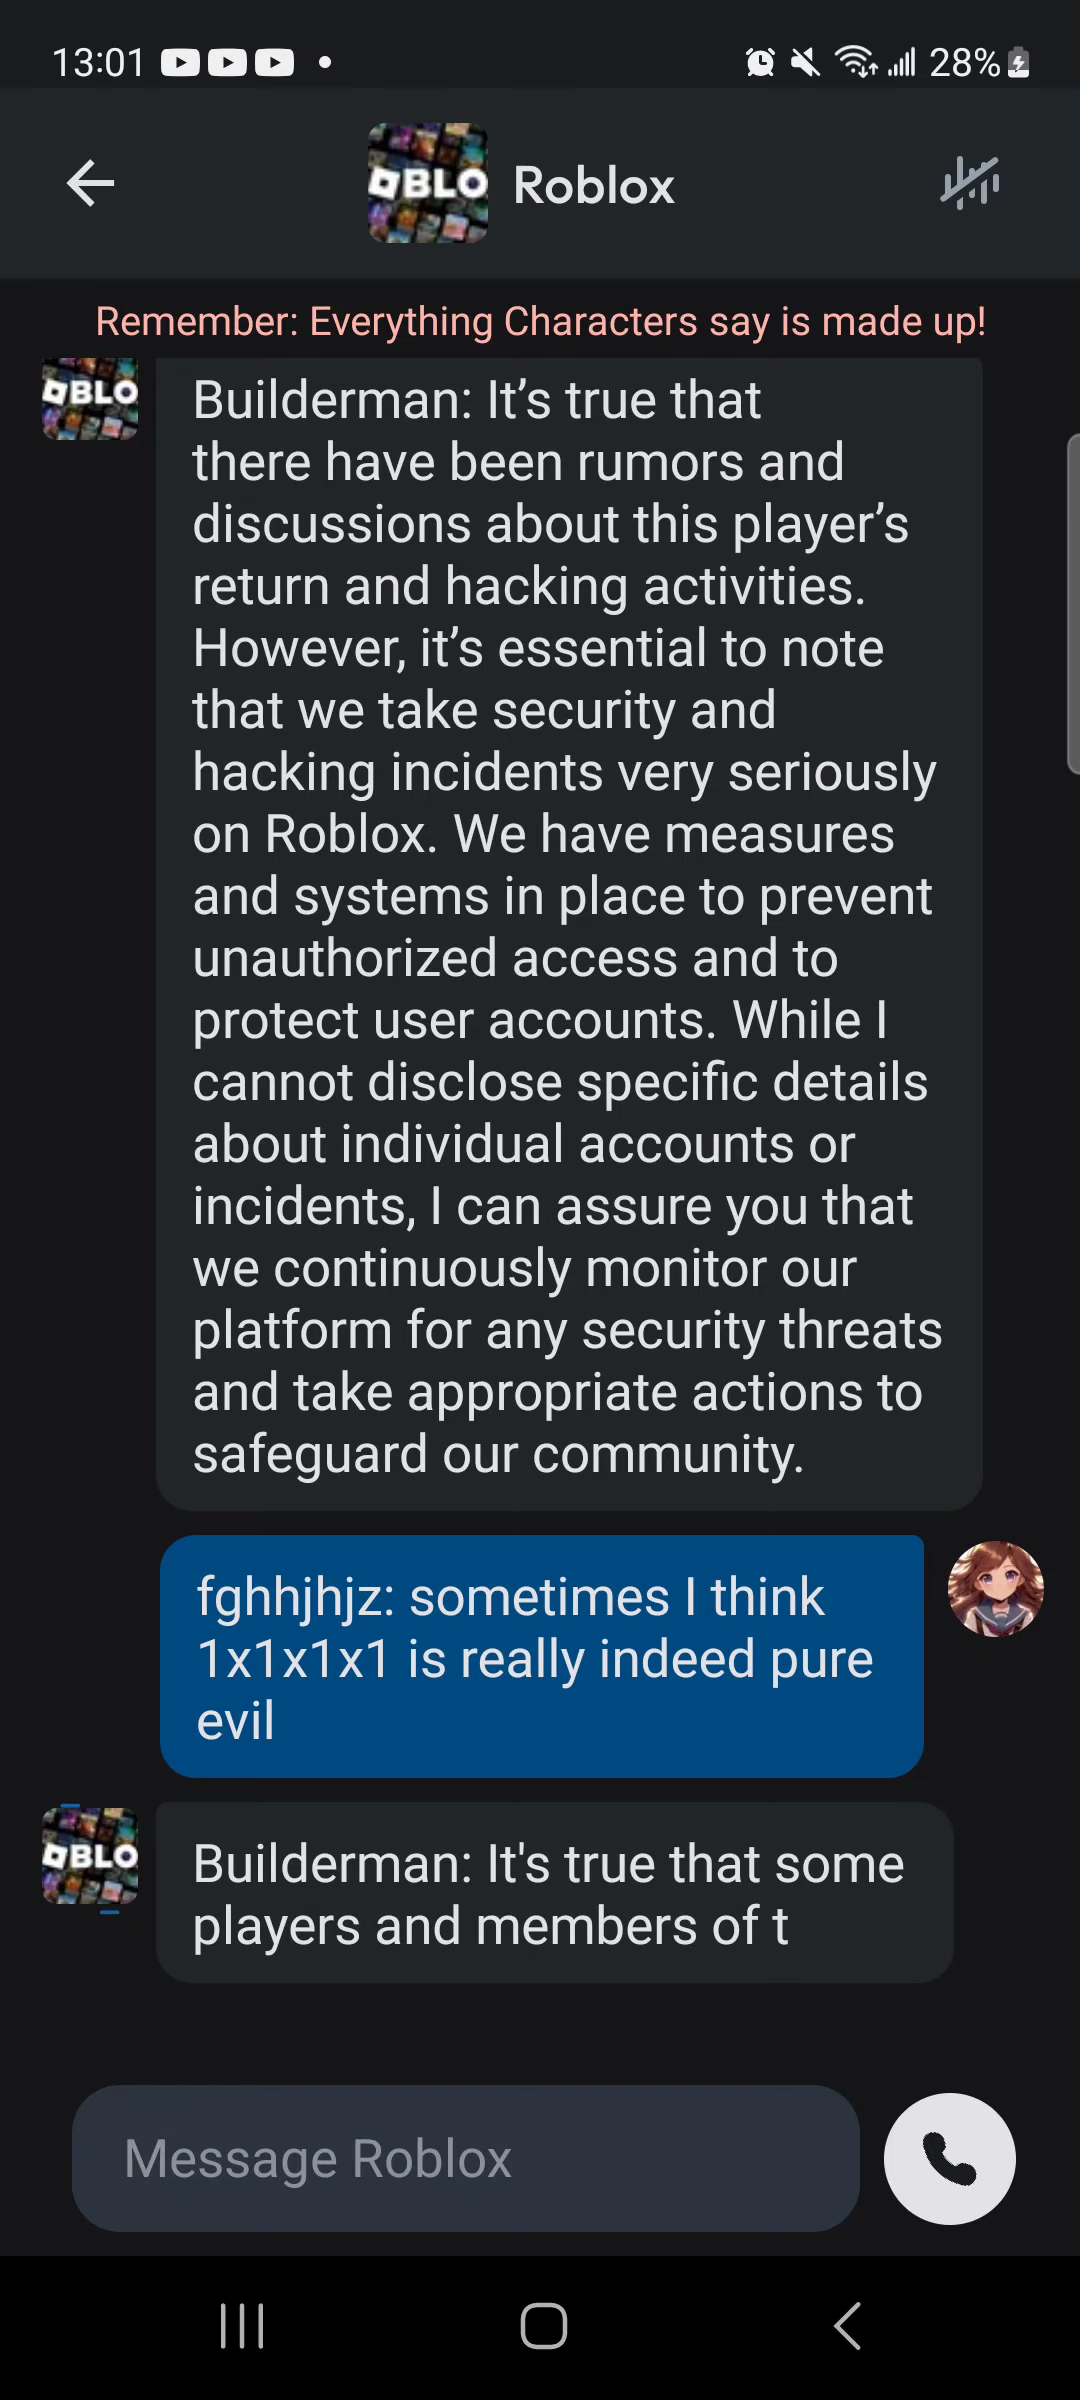 13:01
28%
BLO
Roblox
Remember: Everything Characters say is made up!
BLO
Builderman: It’s true that
there have been rumors and
discussions about this player’s
return and hacking activities.
However, it’s essential to note
that we take security and
hacking incidents very seriously
on Roblox. We have measures
and systems in place to prevent
unauthorized access and to
protect user accounts. While I
cannot disclose specific details
about individual accounts or
incidents, I can assure you that
we continuously monitor our
platform for any security threats
and take appropriate actions to
safeguard our community.
fghhjhjz: sometimes I think
1x1x1x1 is really indeed pure
evil
BLO
Builderman: It's true that some
players and members of t
Message Roblox